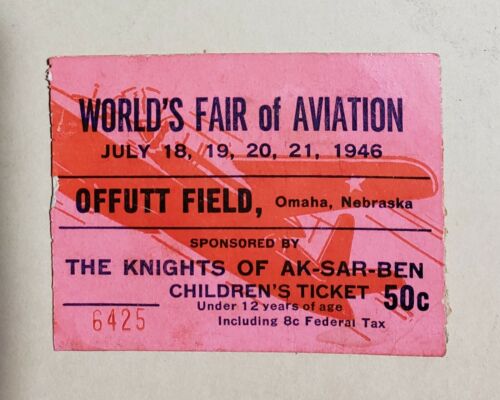 WORLD'S FAIR of AVIATION
JULY 18, 19, 20, 21, 1946
OFFUTT FIELD, Omaha, Nebraska
SPONSORED BY
THE KNIGHTS OF AK-SAR-BEN
CHILDREN'S TICKET 50c
Under 12 years of age
Including 8c Federal Tax
6425